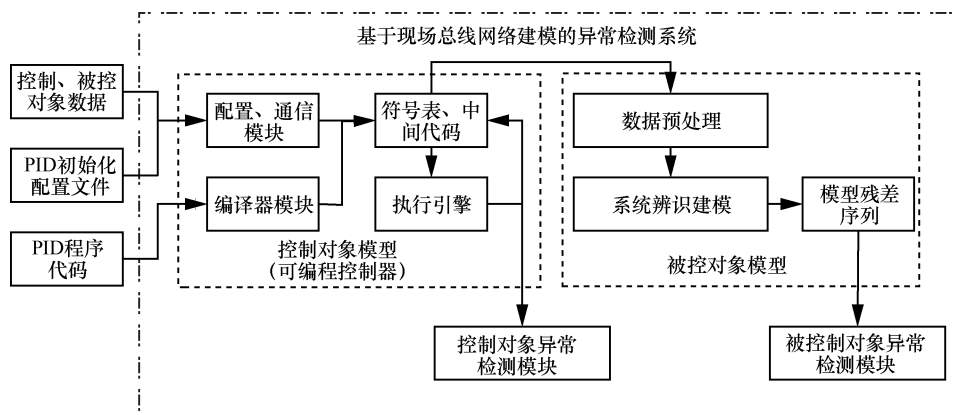 基于现场总线网络建模的异常检测系统
控制、被控
对象数据
PID初始化
配置文件
PID程序
代码
配置、通信
模块
编译器模块
符号表、中
间代码
执行引擎
控制对象模型
(可编程控制器)
数据预处理
系统辨识建模
模型残差
序列
被控对象模型
控制对象异常
检测模块
被控制对象异常
检测模块